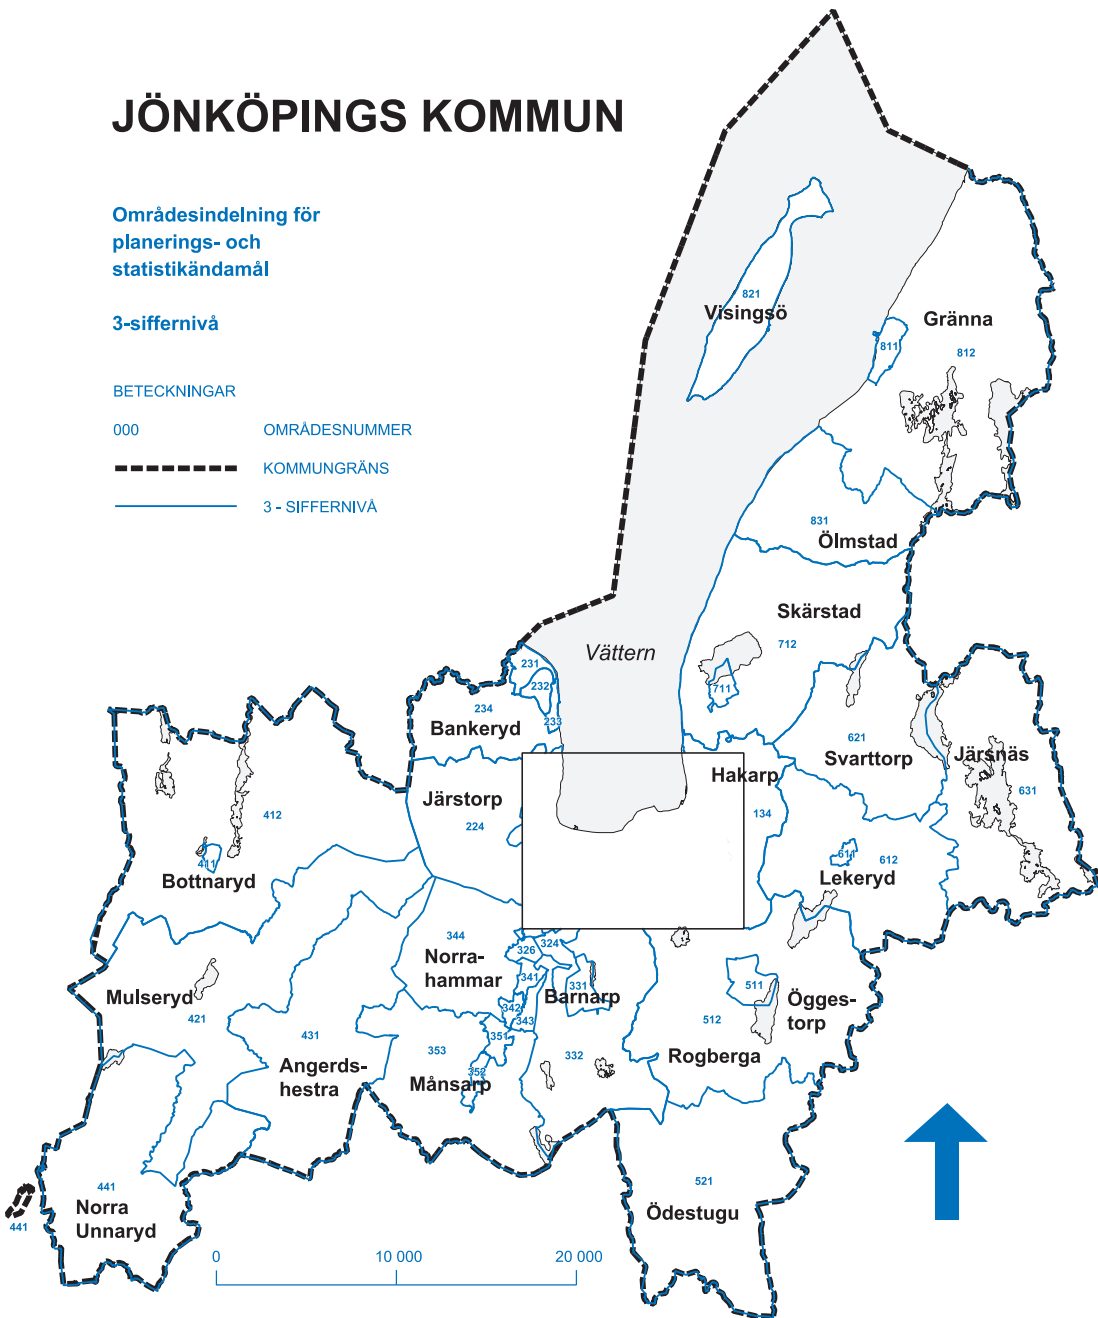 JÖNKÖPINGS KOMMUN
Områdesindelning för
planerings- och
statistikändamål
3-siffernivå
BETECKNINGAR
000 OMRÅDESNUMMER
KOMMUNGRÄNS
3 - SIFFERNIVÅ
821
Visingsö
Gränna
811
812
831
Ölmstad
Skärstad
712
Vättern
711
231
232
234
233
Bankeryd
621
Svarttorp
Järsnäs
631
Hakarp
134
Järstorp
224
412
411
Bottnaryd
611
612
Lekeryd
344
Norra-
hammar
326
324
341
331
Barnarp
342
343
351
353
352
Månsarp
332
511
512
Rogberga
Ögges-
torp
Mulseryd
421
431
Angerds-
hestra
441
Norra
Unnaryd
441
521
Ödestugu
0 10 000 20 000